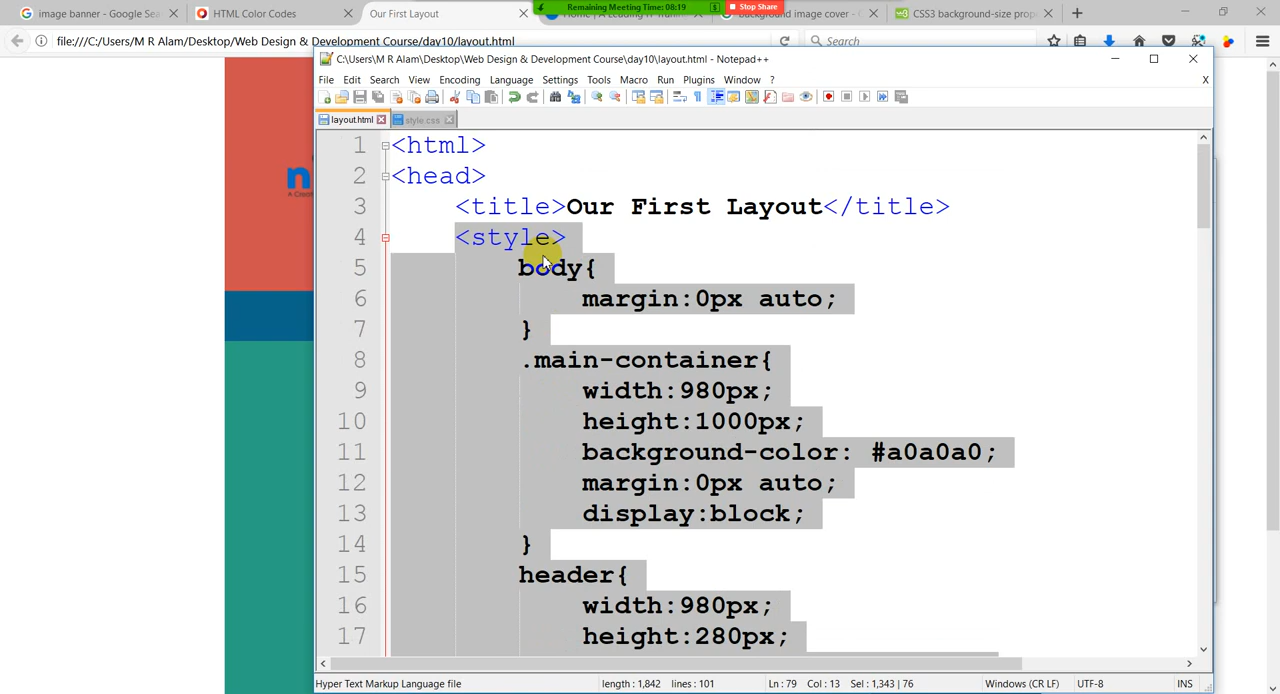 image banner - Google Sea
HTML Color Codes
Our First Layout
Remaining Meeting Time: 08:19
Stop Share
background image cover - G
CSS3 background-size prope
file:///C:/Users/M R Alam/Desktop/Web Design & Development Course/day10/layout.html
Search
C:\Users\M R Alam\Desktop\Web Design & Development Course\day10\layout.html - Notepad++
File Edit Search View Encoding Language Settings Tools Macro Run Plugins Window ? X
layout.html style.css
1 <html>
2 <head>
3 <title>Our First Layout</title>
4 <style>
5 body{
6 margin:0px auto;
7 }
8 .main-container{
9 width:980px;
10 height:1000px;
11 background-color: #a0a0a0;
12 margin:0px auto;
13 display:block;
14 }
15 header{
16 width:980px;
17 height:280px;
Hyper Text Markup Language file length : 1,842 lines : 101 Ln : 79 Col : 13 Sel : 1,343 | 76 Windows (CR LF) UTF-8 INS